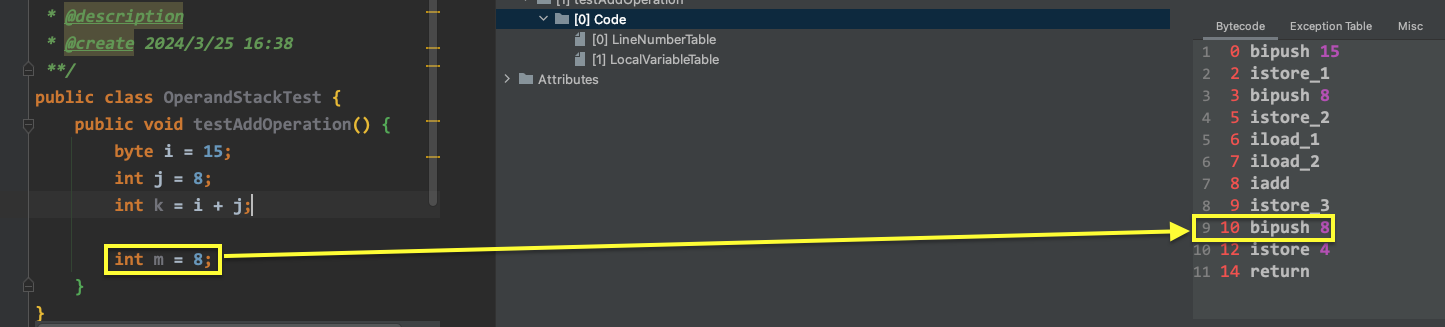 * @description
* @create 2024/3/25 16:38
**/
public class OperandStackTest {
public void testAddOperation() {
byte i = 15;
int j = 8;
int k = i + j;
int m = 8;
}
}
[1] testAddOperation
[0] Code
[0] LineNumberTable
[1] LocalVariableTable
Attributes
Bytecode Exception Table Misc
1 0 bipush 15
2 2 istore_1
3 3 bipush 8
4 5 istore_2
5 6 iload_1
6 7 iload_2
7 8 iadd
8 9 istore_3
9 10 bipush 8
10 12 istore 4
11 14 return